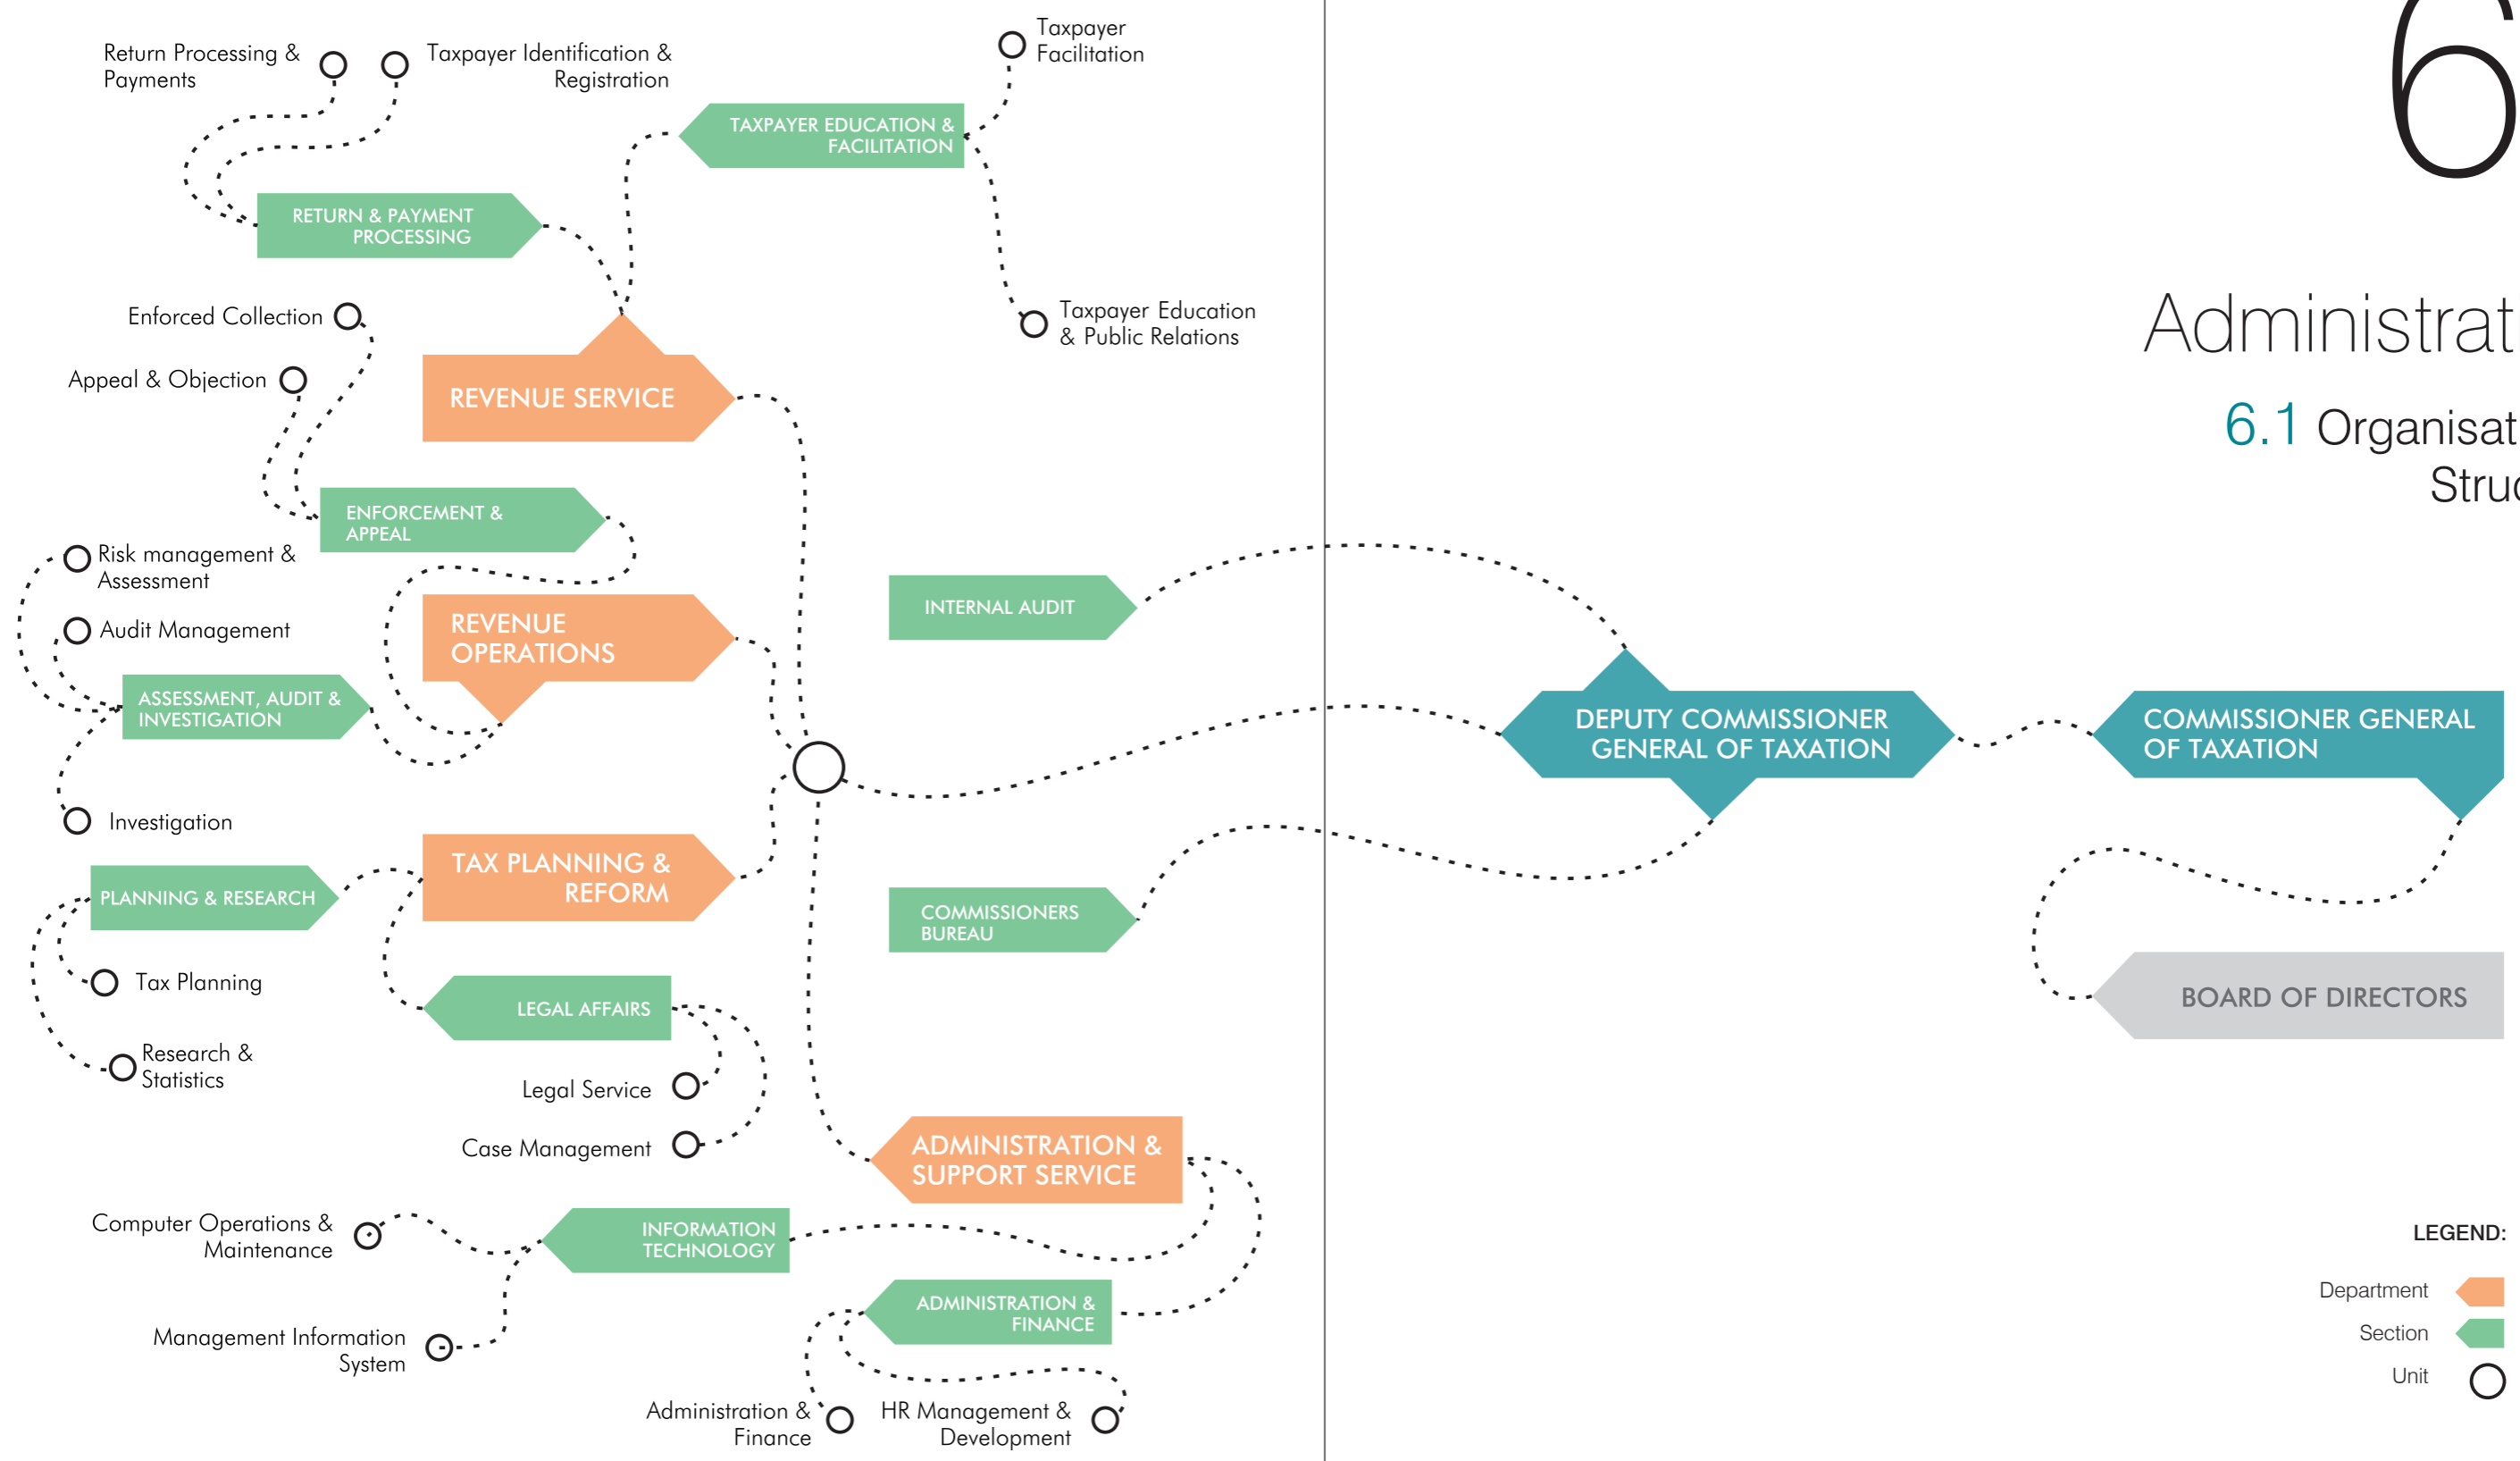 Return Processing &
Payments
Taxpayer Identification &
Registration
Taxpayer
Facilitation
TAXPAYER EDUCATION &
FACILITATION
RETURN & PAYMENT
PROCESSING
Enforced Collection
Taxpayer Education
& Public Relations
Appeal & Objection
REVENUE SERVICE
ENFORCEMENT &
APPEAL
Risk management &
Assessment
Audit Management
REVENUE
OPERATIONS
INTERNAL AUDIT
ASSESSMENT, AUDIT &
INVESTIGATION
Investigation
TAX PLANNING &
REFORM
PLANNING & RESEARCH
COMMISSIONERS
BUREAU
Tax Planning
LEGAL AFFAIRS
Research &
Statistics
Legal Service
Case Management
ADMINISTRATION &
SUPPORT SERVICE
Computer Operations &
Maintenance
INFORMATION
TECHNOLOGY
ADMINISTRATION &
FINANCE
Management Information
System
Administration &
Finance
HR Management &
Development
6
Administrat
6.1 Organisat
Struc
DEPUTY COMMISSIONER
GENERAL OF TAXATION
COMMISSIONER GENERAL
OF TAXATION
BOARD OF DIRECTORS
LEGEND:
Department
Section
Unit